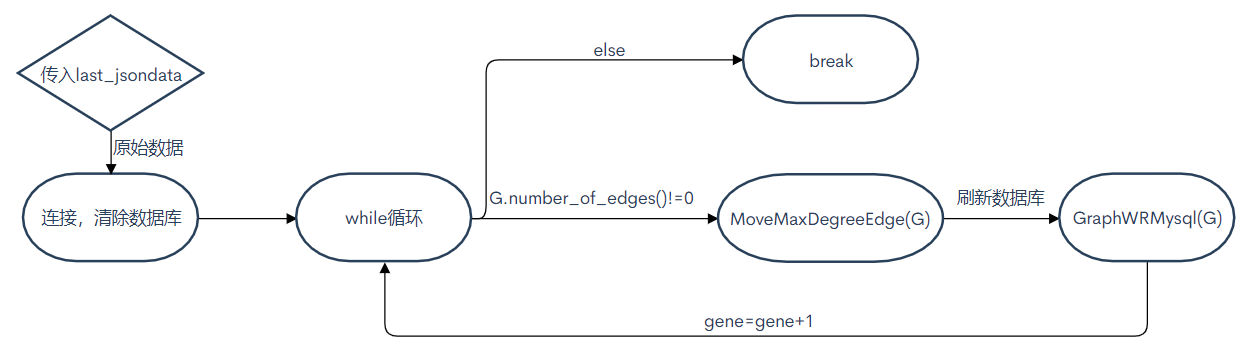 传入last_jsondata
原始数据
连接，清除数据库
while循环
else
break
G.number_of_edges()!=0
MoveMaxDegreeEdge(G)
刷新数据库
GraphWRMysql(G)
gene=gene+1